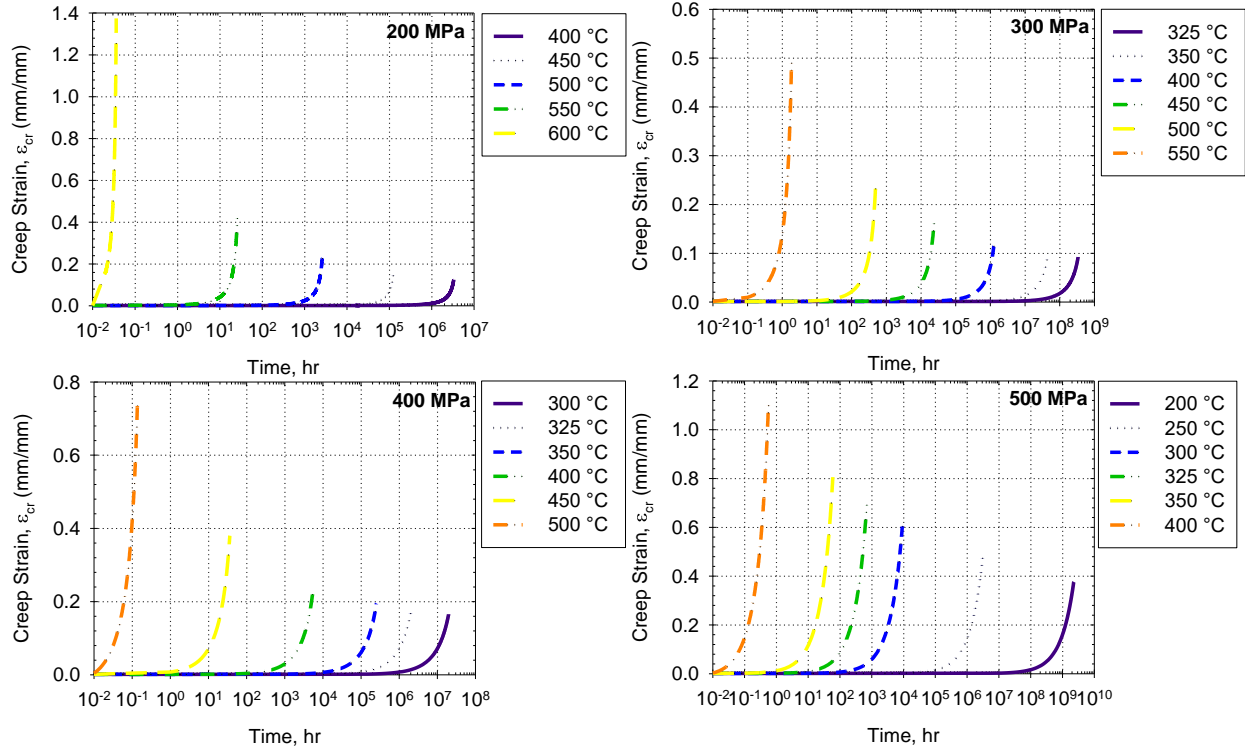 200 MPa
Creep Strain, εcr (mm/mm)
1.4
1.2
1.0
0.8
0.6
0.4
0.2
0.0
10-2 10-1 100 101 102 103 104 105 106 107
Time, hr
400 °C
450 °C
500 °C
550 °C
600 °C
300 MPa
Creep Strain, εcr (mm/mm)
0.6
0.5
0.4
0.3
0.2
0.1
0.0
10-2 10-1 100 101 102 103 104 105 106 107 108 109
Time, hr
325 °C
350 °C
400 °C
450 °C
500 °C
550 °C
400 MPa
Creep Strain, εcr (mm/mm)
0.8
0.6
0.4
0.2
0.0
10-2 10-1 100 101 102 103 104 105 106 107 108
Time, hr
300 °C
325 °C
350 °C
400 °C
450 °C
500 °C
500 MPa
Creep Strain, εcr (mm/mm)
1.2
1.0
0.8
0.6
0.4
0.2
0.0
10-2 10-1 100 101 102 103 104 105 106 107 108 109 1010
Time, hr
200 °C
250 °C
300 °C
325 °C
350 °C
400 °C